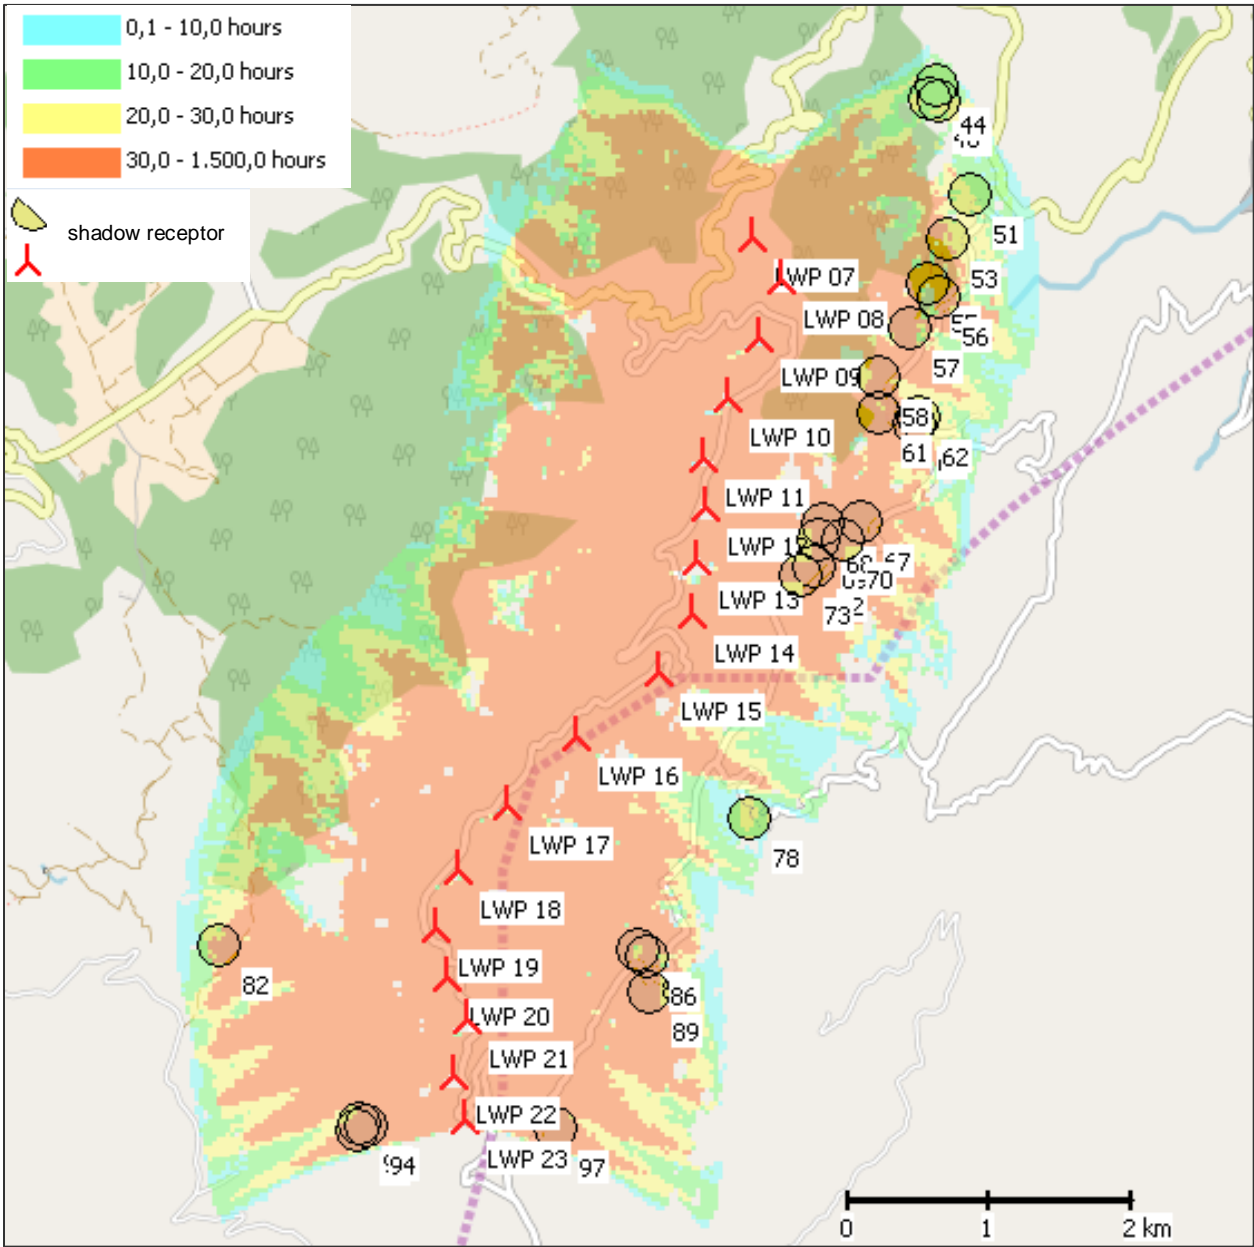 0,1 - 10,0 hours
10,0 - 20,0 hours
20,0 - 30,0 hours
30,0 - 1.500,0 hours
shadow receptor
44
51
53
LWP 07
LWP 08
56
57
LWP 09
58
LWP 10
61
62
LWP 11
67
70
LWP 13
73
LWP 14
LWP 15
LWP 16
LWP 17
78
LWP 18
LWP 19
82
86
LWP 20
89
LWP 21
LWP 22
LWP 23
94
97
0 1 2 km